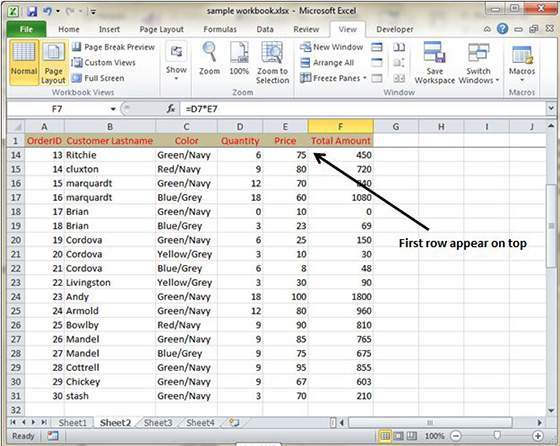 sample workbook.xlsx - Microsoft Excel
File Home Insert Page Layout Formulas Data Review View
Normal Page Layout Page Break Preview Custom Views Full Screen Show Zoom 100% Zoom to Selection New Window Arrange All Freeze Panes Save Workspace Switch Windows Macros
Workbook Views Zoom Window Macros
F7 fx =D7*E7
A B C D E F G H I J
1 OrderID Customer Lastname Color Quantity Price Total Amount
14 13 Ritchie Green/Navy 6 75 450
15 14 cluxton Red/Navy 9 80 720
16 15 marquardt Green/Navy 12 70 840
17 16 marquardt Blue/Grey 18 60 1080
18 17 Brian Green/Navy 0 10 0
19 18 Brian Blue/Grey 3 23 69
20 19 Cordova Green/Navy 6 25 150
21 20 Cordova Yellow/Grey 3 10 30
22 21 Cordova Blue/Grey 6 8 48
23 22 Livingston Yellow/Grey 3 30 90
24 23 Andy Green/Navy 18 100 1800
25 24 Armold Green/Navy 12 80 960
26 25 Bowlby Red/Navy 9 90 810
27 26 Mandel Green/Navy 9 85 765
28 27 Mandel Blue/Grey 9 75 675
29 28 Cottrell Green/Navy 9 95 855
30 29 Chickey Green/Navy 9 67 603
31 30 stash Green/Navy 3 70 210
32
First row appear on top
Sheet1 Sheet2 Sheet3 Sheet4
Ready 100%